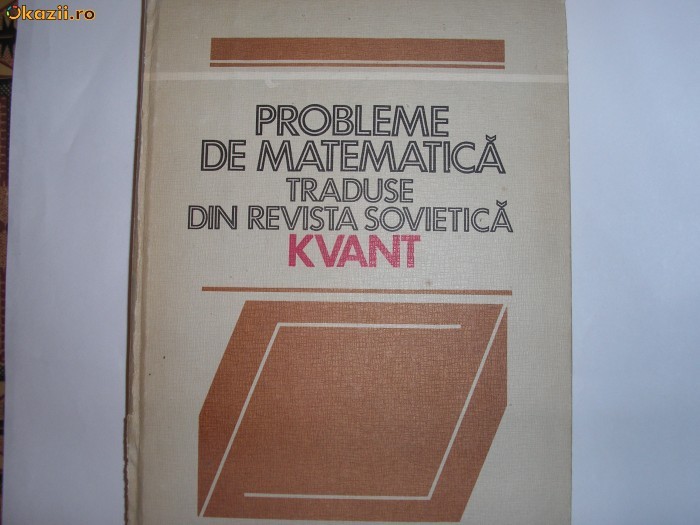 Okazii.ro
PROBLEME
DE MATEMATICĂ
TRADUSE
DIN REVISTA SOVIETICĂ
KVANT